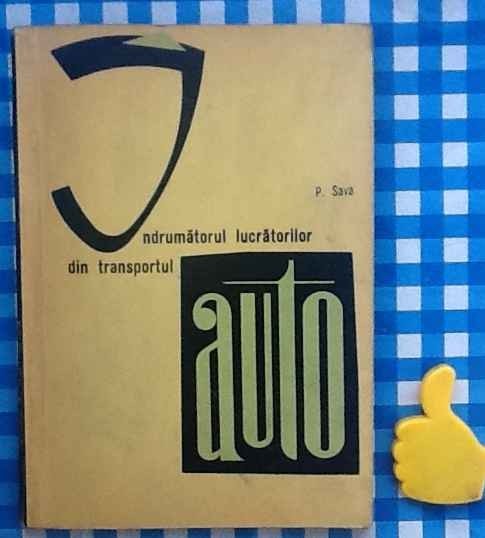 P. Sava
Îndrumătorul lucrătorilor
din transportul
auto